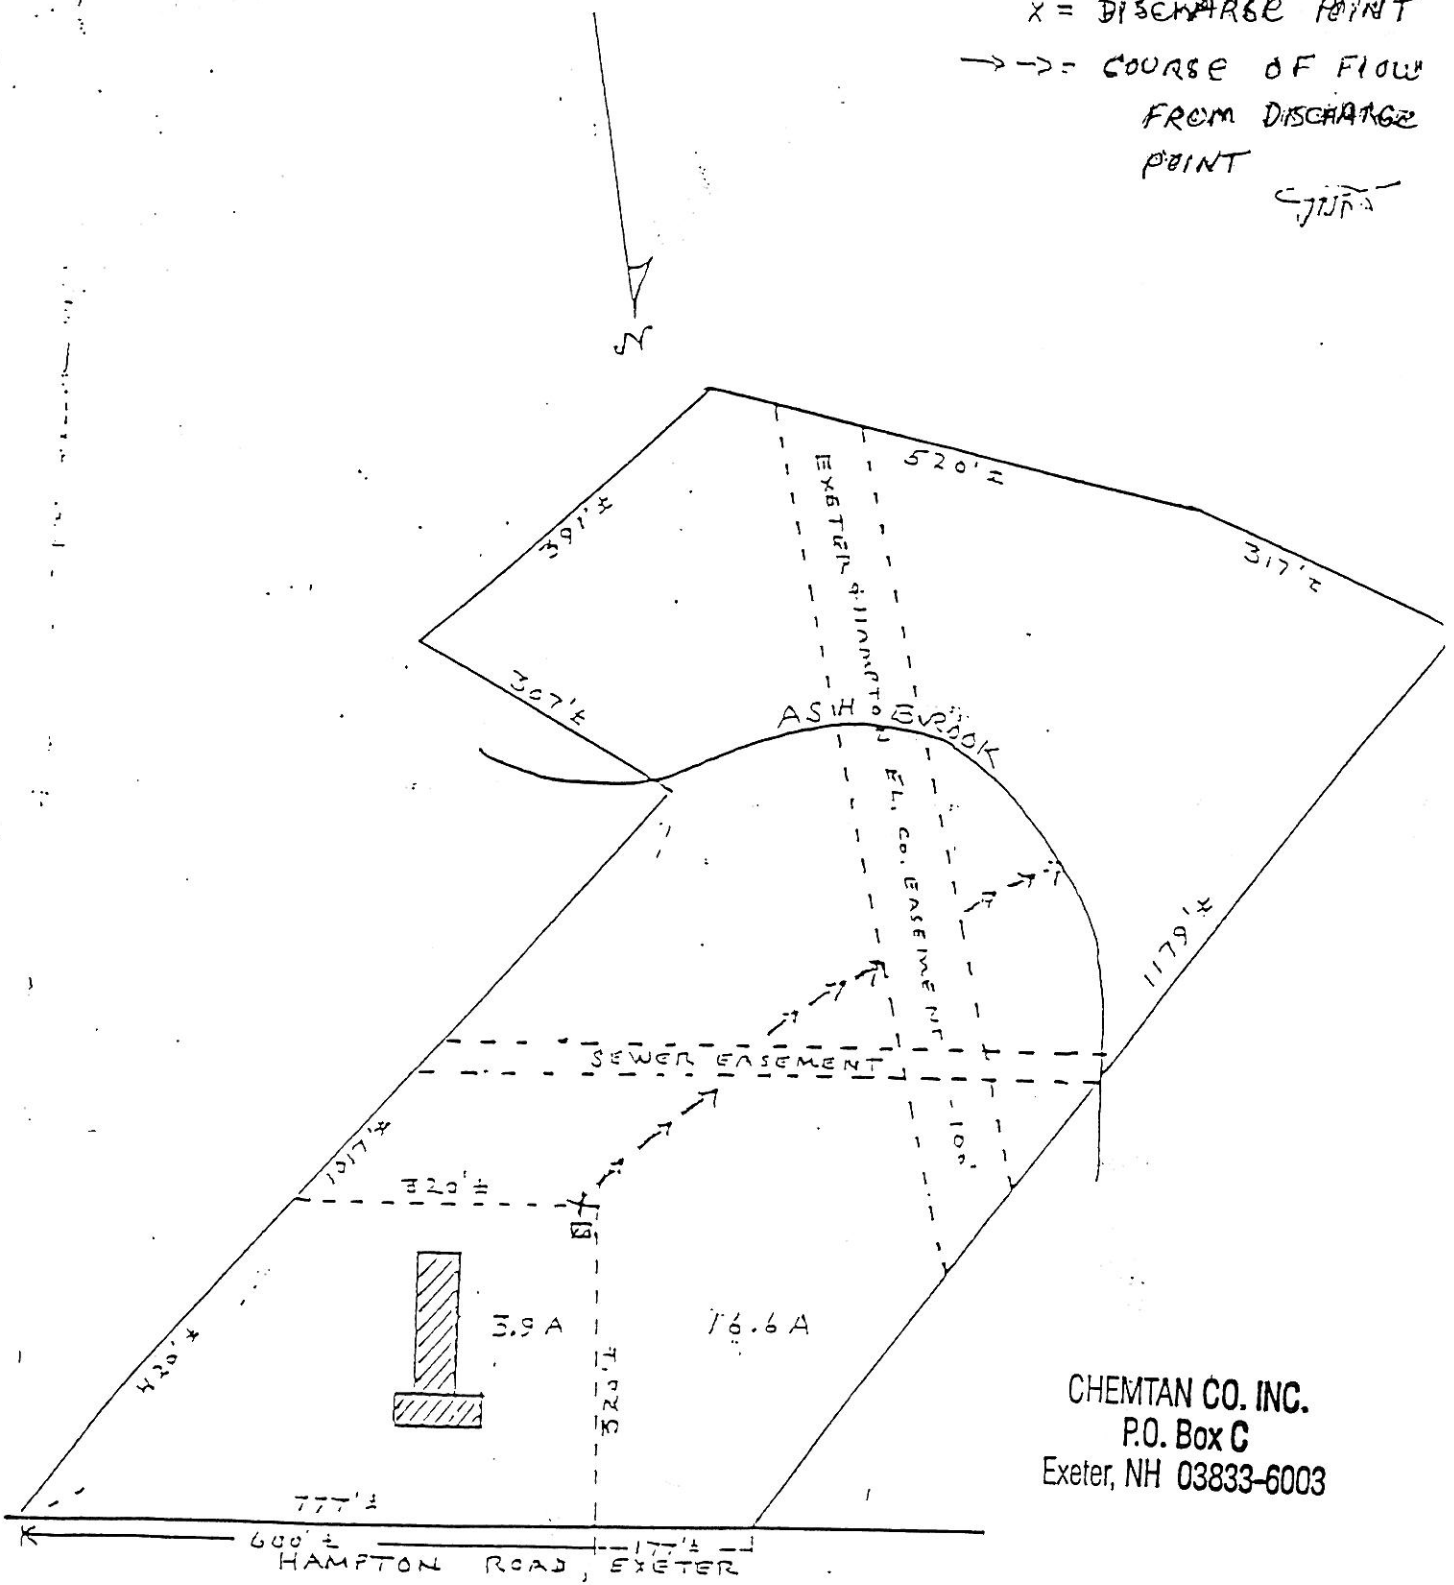 X = DISCHARGE POINT
→→= COURSE OF FLOW
FROM DISCHARGE
POINT
N
520'±
391'±
317'±
EXETER & HAMPTON EL. CO. EASEMENT
307'±
ASH BROOK
1179'±
SEWER EASEMENT
100'
1017'±
320'±
3.9 A
16.6 A
320'±
420'±
CHEMTAN CO. INC.
P.O. Box C
Exeter, NH 03833-6003
777'±
600'±
177'±
HAMPTON ROAD, EXETER